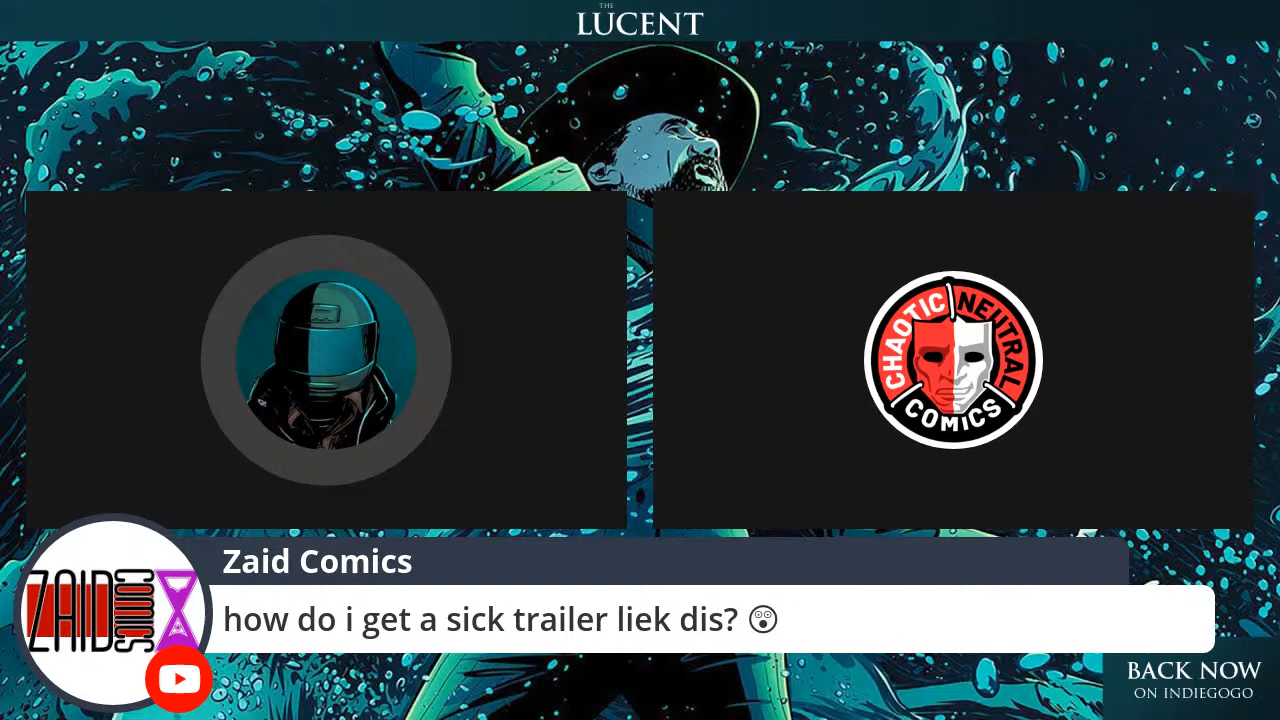 THE
LUCENT
CHAOTIC NEUTRAL
COMICS
ZAID COMICS
Zaid Comics
how do i get a sick trailer liek dis? 😲
BACK NOW
ON INDIEGOGO